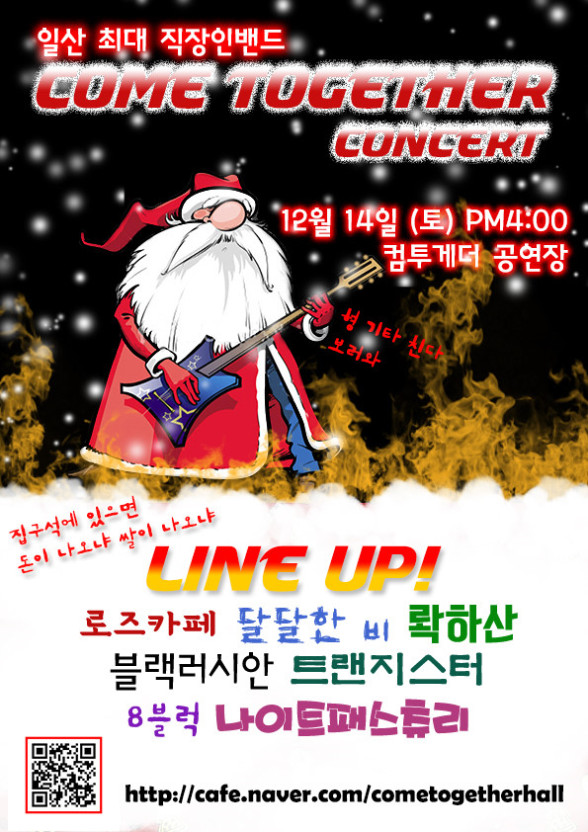 일산 최대 직장인밴드
COME TOGETHER
CONCERT
12월 14일 (토) PM4:00
컴투게더 공연장
형 기타 친다
보러와
집구석에 있으면
돈이 나오냐 쌀이 나오냐
LINE UP!
로즈카페 달달한 비 롹하산
블랙러시안 트랜지스터
8블럭 나이트패스츄리
http://cafe.naver.com/cometogetherhall